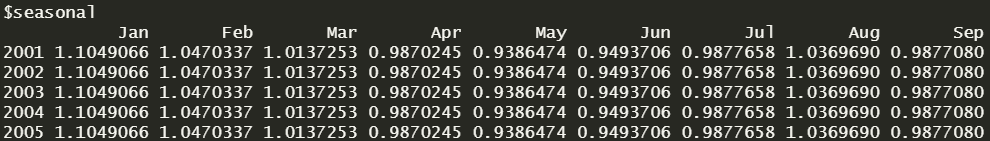 $seasonal
Jan Feb Mar Apr May Jun Jul Aug Sep
2001 1.1049066 1.0470337 1.0137253 0.9870245 0.9386474 0.9493706 0.9877658 1.0369690 0.9877080
2002 1.1049066 1.0470337 1.0137253 0.9870245 0.9386474 0.9493706 0.9877658 1.0369690 0.9877080
2003 1.1049066 1.0470337 1.0137253 0.9870245 0.9386474 0.9493706 0.9877658 1.0369690 0.9877080
2004 1.1049066 1.0470337 1.0137253 0.9870245 0.9386474 0.9493706 0.9877658 1.0369690 0.9877080
2005 1.1049066 1.0470337 1.0137253 0.9870245 0.9386474 0.9493706 0.9877658 1.0369690 0.9877080